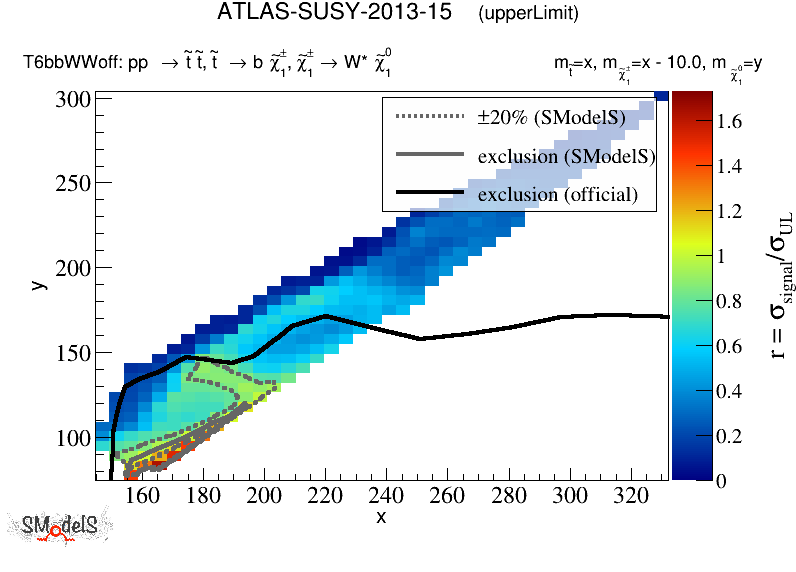 ATLAS-SUSY-2013-15 (upperLimit)
T6bbWWoff: pp → t̃ t̃, t̃ → b χ̃₁±, χ̃₁± → W* χ̃₁⁰
m_t̃=x, m_χ̃₁±=x - 10.0, m_χ̃₁⁰=y
±20% (SModelS)
exclusion (SModelS)
exclusion (official)
y
300
250
200
150
100
160 180 200 220 240 260 280 300 320
x
1.6
1.4
1.2
1
0.8
0.6
0.4
0.2
0
r = σ_signal/σ_UL
SModelS